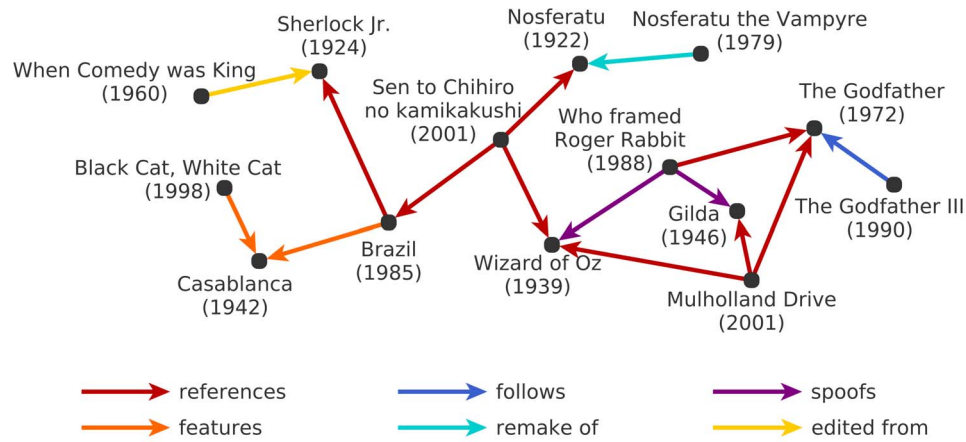 Sherlock Jr.
(1924)
Nosferatu
(1922)
Nosferatu the Vampyre
(1979)
When Comedy was King
(1960)
Sen to Chihiro
no kamikakushi
(2001)
Who framed
Roger Rabbit
(1988)
The Godfather
(1972)
Black Cat, White Cat
(1998)
Brazil
(1985)
Gilda
(1946)
The Godfather III
(1990)
Casablanca
(1942)
Wizard of Oz
(1939)
Mulholland Drive
(2001)
references
follows
spoofs
features
remake of
edited from